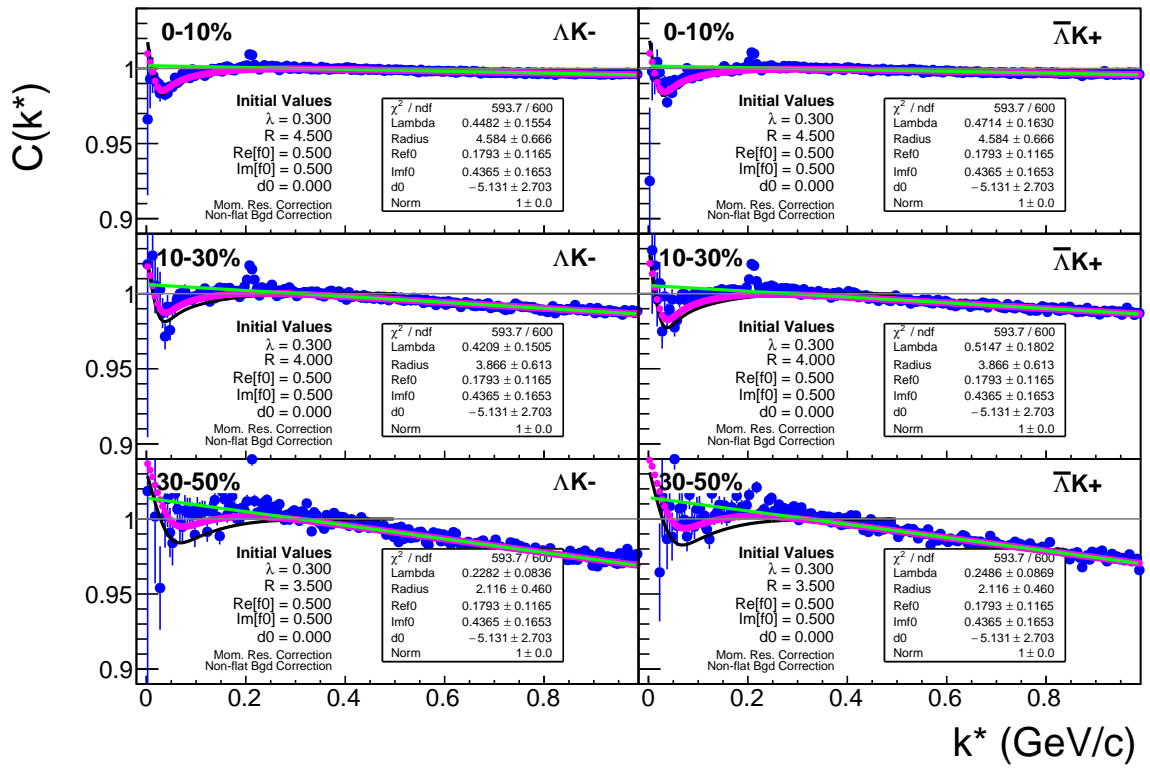 C(k*)
0-10%
ΛK-
1
0.95
0.9
Initial Values
λ = 0.300
R = 4.500
Re[f0] = 0.500
Im[f0] = 0.500
d0 = 0.000
Mom. Res. Correction
Non-flat Bgd Correction
χ² / ndf 593.7 / 600
Lambda 0.4482 ± 0.1554
Radius 4.584 ± 0.666
Ref0 0.1793 ± 0.1165
Imf0 0.4365 ± 0.1653
d0 −5.131 ± 2.703
Norm 1 ± 0.0
0-10%
Λ̅K+
Initial Values
λ = 0.300
R = 4.500
Re[f0] = 0.500
Im[f0] = 0.500
d0 = 0.000
Mom. Res. Correction
Non-flat Bgd Correction
χ² / ndf 593.7 / 600
Lambda 0.4714 ± 0.1630
Radius 4.584 ± 0.666
Ref0 0.1793 ± 0.1165
Imf0 0.4365 ± 0.1653
d0 −5.131 ± 2.703
Norm 1 ± 0.0
10-30%
ΛK-
1
0.95
0.9
Initial Values
λ = 0.300
R = 4.000
Re[f0] = 0.500
Im[f0] = 0.500
d0 = 0.000
Mom. Res. Correction
Non-flat Bgd Correction
χ² / ndf 593.7 / 600
Lambda 0.4209 ± 0.1505
Radius 3.866 ± 0.613
Ref0 0.1793 ± 0.1165
Imf0 0.4365 ± 0.1653
d0 −5.131 ± 2.703
Norm 1 ± 0.0
10-30%
Λ̅K+
Initial Values
λ = 0.300
R = 4.000
Re[f0] = 0.500
Im[f0] = 0.500
d0 = 0.000
Mom. Res. Correction
Non-flat Bgd Correction
χ² / ndf 593.7 / 600
Lambda 0.5147 ± 0.1802
Radius 3.866 ± 0.613
Ref0 0.1793 ± 0.1165
Imf0 0.4365 ± 0.1653
d0 −5.131 ± 2.703
Norm 1 ± 0.0
30-50%
ΛK-
1
0.95
0.9
Initial Values
λ = 0.300
R = 3.500
Re[f0] = 0.500
Im[f0] = 0.500
d0 = 0.000
Mom. Res. Correction
Non-flat Bgd Correction
χ² / ndf 593.7 / 600
Lambda 0.2282 ± 0.0836
Radius 2.116 ± 0.460
Ref0 0.1793 ± 0.1165
Imf0 0.4365 ± 0.1653
d0 −5.131 ± 2.703
Norm 1 ± 0.0
30-50%
Λ̅K+
Initial Values
λ = 0.300
R = 3.500
Re[f0] = 0.500
Im[f0] = 0.500
d0 = 0.000
Mom. Res. Correction
Non-flat Bgd Correction
χ² / ndf 593.7 / 600
Lambda 0.2486 ± 0.0869
Radius 2.116 ± 0.460
Ref0 0.1793 ± 0.1165
Imf0 0.4365 ± 0.1653
d0 −5.131 ± 2.703
Norm 1 ± 0.0
0 0.2 0.4 0.6 0.8
0 0.2 0.4 0.6 0.8
k* (GeV/c)